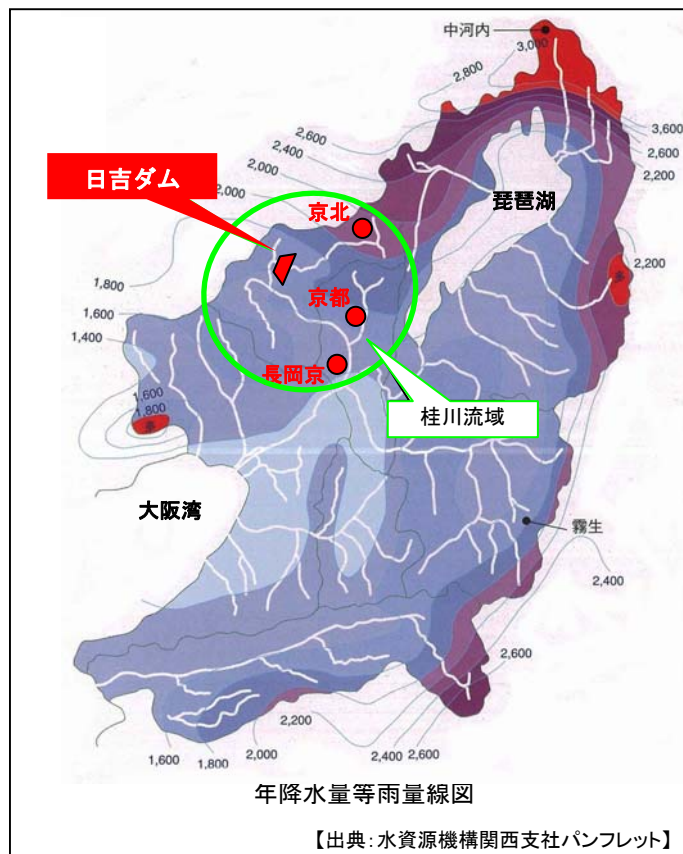 中河内
3,000
2,800
3,600
2,600
2,600
2,400
2,200
2,000
日吉ダム
琵琶湖
京北
2,000
2,200
多
1,800
京都
1,600
1,400
長岡京
1,600
1,800
多
桂川流域
大阪湾
霧生
2,400
2,600
2,200
2,400
2,600
2,000
1,800
1,600
年降水量等雨量線図
【出典:水資源機構関西支社パンフレット】